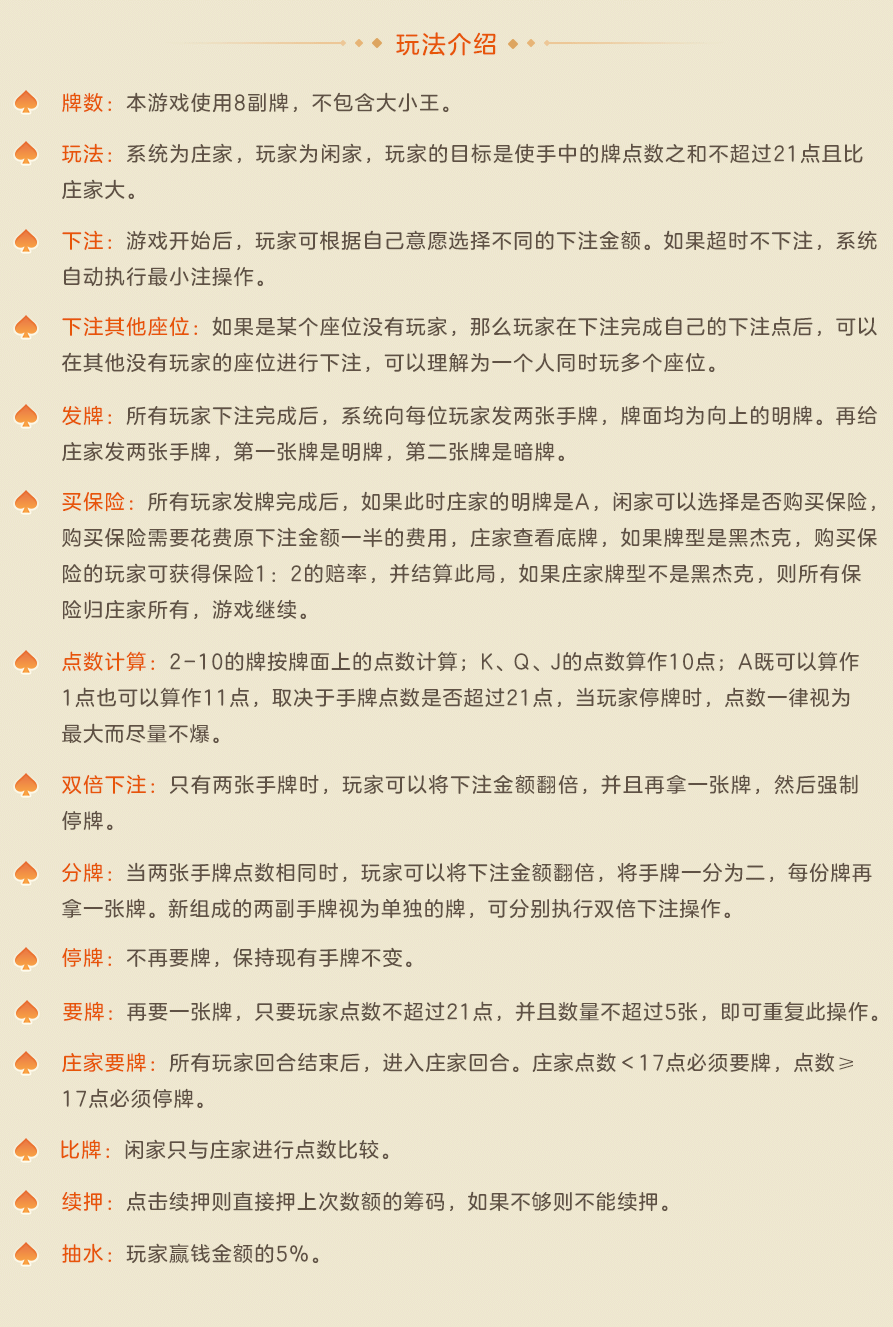 玩法介绍
牌数：本游戏使用8副牌，不包含大小王。
玩法：系统为庄家，玩家为闲家，玩家的目标是使手中的牌点数之和不超过21点且比
庄家大。
下注：游戏开始后，玩家可根据自己意愿选择不同的下注金额。如果超时不下注，系统
自动执行最小注操作。
下注其他座位：如果是某个座位没有玩家，那么玩家在下注完成自己的下注点后，可以
在其他没有玩家的座位进行下注，可以理解为一个人同时玩多个座位。
发牌：所有玩家下注完成后，系统向每位玩家发两张手牌，牌面均为向上的明牌。再给
庄家发两张手牌，第一张牌是明牌，第二张牌是暗牌。
买保险：所有玩家发牌完成后，如果此时庄家的明牌是A，闲家可以选择是否购买保险，
购买保险需要花费原下注金额一半的费用，庄家查看底牌，如果牌型是黑杰克，购买保
险的玩家可获得保险1：2的赔率，并结算此局，如果庄家牌型不是黑杰克，则所有保
险归庄家所有，游戏继续。
点数计算：2-10的牌按牌面上的点数计算；K、Q、J的点数算作10点；A既可以算作
1点也可以算作11点，取决于手牌点数是否超过21点，当玩家停牌时，点数一律视为
最大而尽量不爆。
双倍下注：只有两张手牌时，玩家可以将下注金额翻倍，并且再拿一张牌，然后强制
停牌。
分牌：当两张手牌点数相同时，玩家可以将下注金额翻倍，将手牌一分为二，每份牌再
拿一张牌。新组成的两副手牌视为单独的牌，可分别执行双倍下注操作。
停牌：不再要牌，保持现有手牌不变。
要牌：再要一张牌，只要玩家点数不超过21点，并且数量不超过5张，即可重复此操作。
庄家要牌：所有玩家回合结束后，进入庄家回合。庄家点数＜17点必须要牌，点数≥
17点必须停牌。
比牌：闲家只与庄家进行点数比较。
续押：点击续押则直接押上次数额的筹码，如果不够则不能续押。
抽水：玩家赢钱金额的5%。